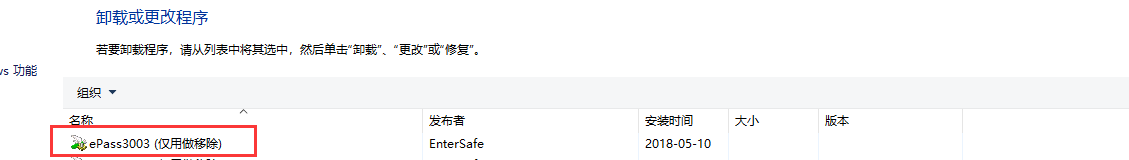 卸载或更改程序
若要卸载程序，请从列表中将其选中，然后单击“卸载”、“更改”或“修复”。
ws 功能
组织
名称 发布者 安装时间 大小 版本
ePass3003 (仅用做移除) EnterSafe 2018-05-10